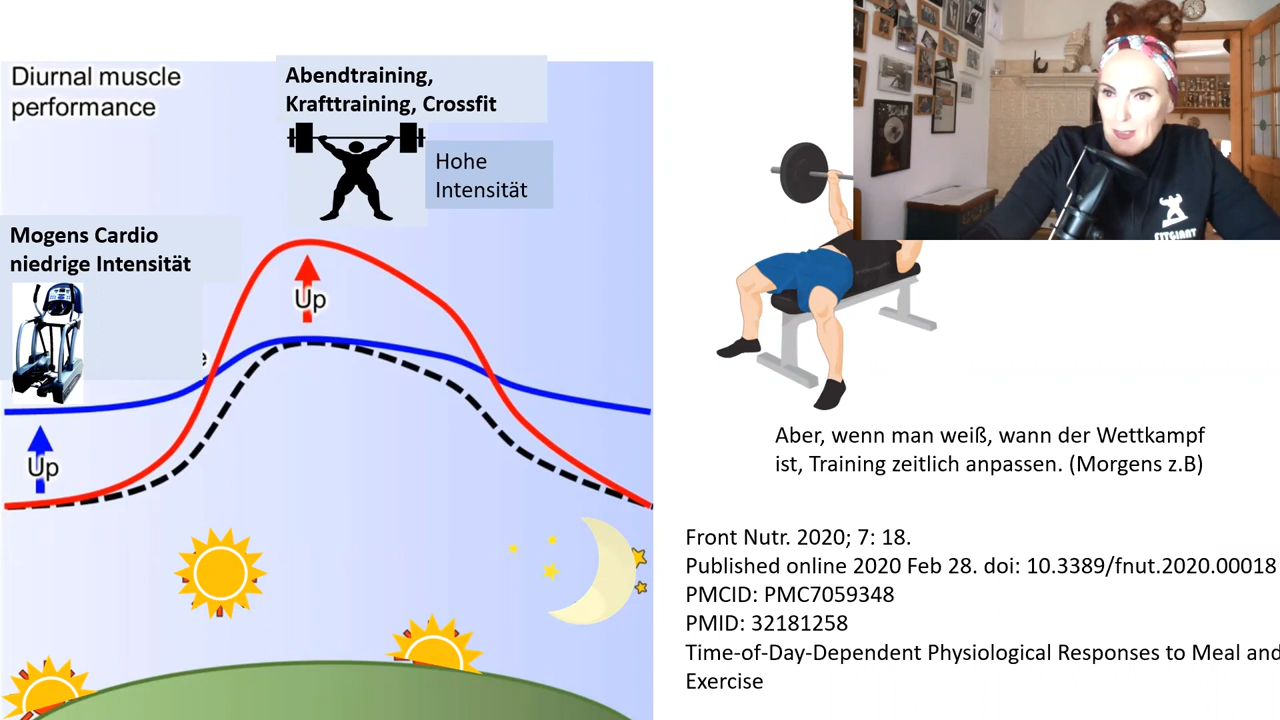 Diurnal muscle
performance
Abendtraining,
Krafttraining, Crossfit
Hohe
Intensität
Mogens Cardio
niedrige Intensität
e
Up
Up
FITGIANT
Aber, wenn man weiß, wann der Wettkampf
ist, Training zeitlich anpassen. (Morgens z.B)
Front Nutr. 2020; 7: 18.
Published online 2020 Feb 28. doi: 10.3389/fnut.2020.00018
PMCID: PMC7059348
PMID: 32181258
Time-of-Day-Dependent Physiological Responses to Meal and
Exercise